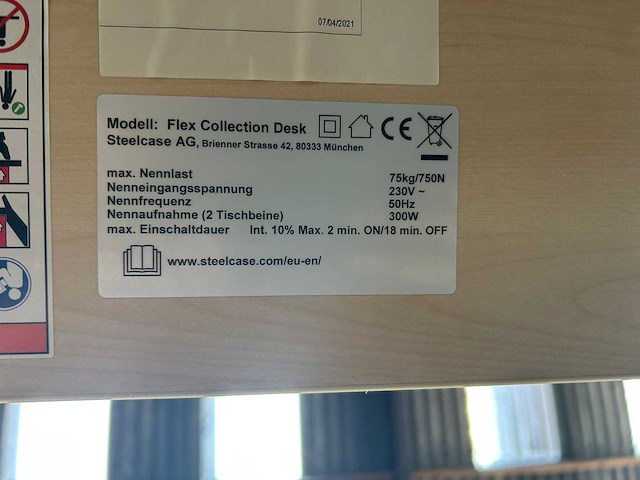 07/04/2021
Modell: Flex Collection Desk CE
Steelcase AG, Brienner Strasse 42, 80333 München
max. Nennlast 75kg/750N
Nenneingangsspannung 230V ~
Nennfrequenz 50Hz
Nennaufnahme (2 Tischbeine) 300W
max. Einschaltdauer Int. 10% Max. 2 min. ON/18 min. OFF
www.steelcase.com/eu-en/